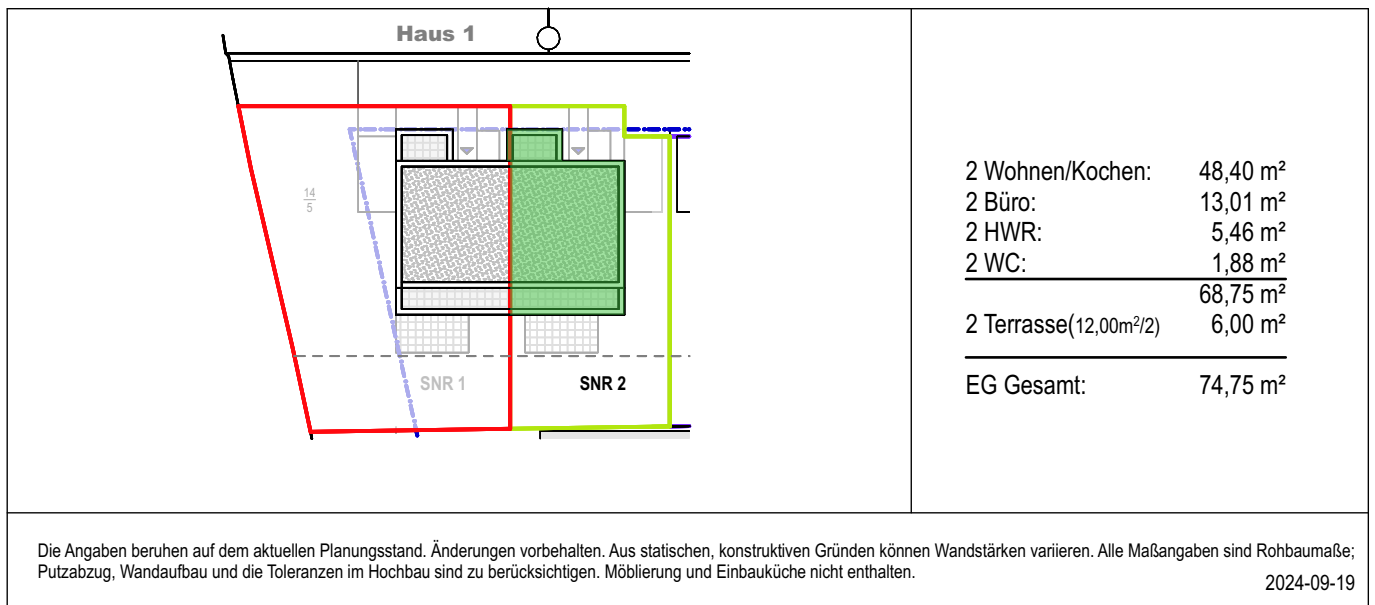 Haus 1
14
5
SNR 1
SNR 2
2 Wohnen/Kochen: 48,40 m²
2 Büro: 13,01 m²
2 HWR: 5,46 m²
2 WC: 1,88 m²
68,75 m²
2 Terrasse(12,00m²/2) 6,00 m²
EG Gesamt: 74,75 m²
Die Angaben beruhen auf dem aktuellen Planungsstand. Änderungen vorbehalten. Aus statischen, konstruktiven Gründen können Wandstärken variieren. Alle Maßangaben sind Rohbaumaße;
Putzabzug, Wandaufbau und die Toleranzen im Hochbau sind zu berücksichtigen. Möblierung und Einbauküche nicht enthalten.
2024-09-19